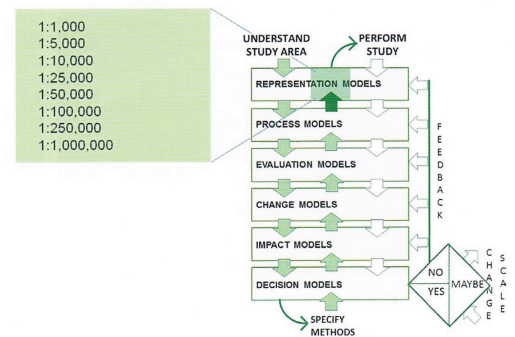 1:1,000
1:5,000
1:10,000
1:25,000
1:50,000
1:100,000
1:250,000
1:1,000,000
UNDERSTAND
STUDY AREA
PERFORM
STUDY
REPRESENTATION MODELS
PROCESS MODELS
EVALUATION MODELS
CHANGE MODELS
IMPACT MODELS
DECISION MODELS
FEEDBACK
NO
YES
MAYBE
CHANGE
SCALE
SPECIFY
METHODS